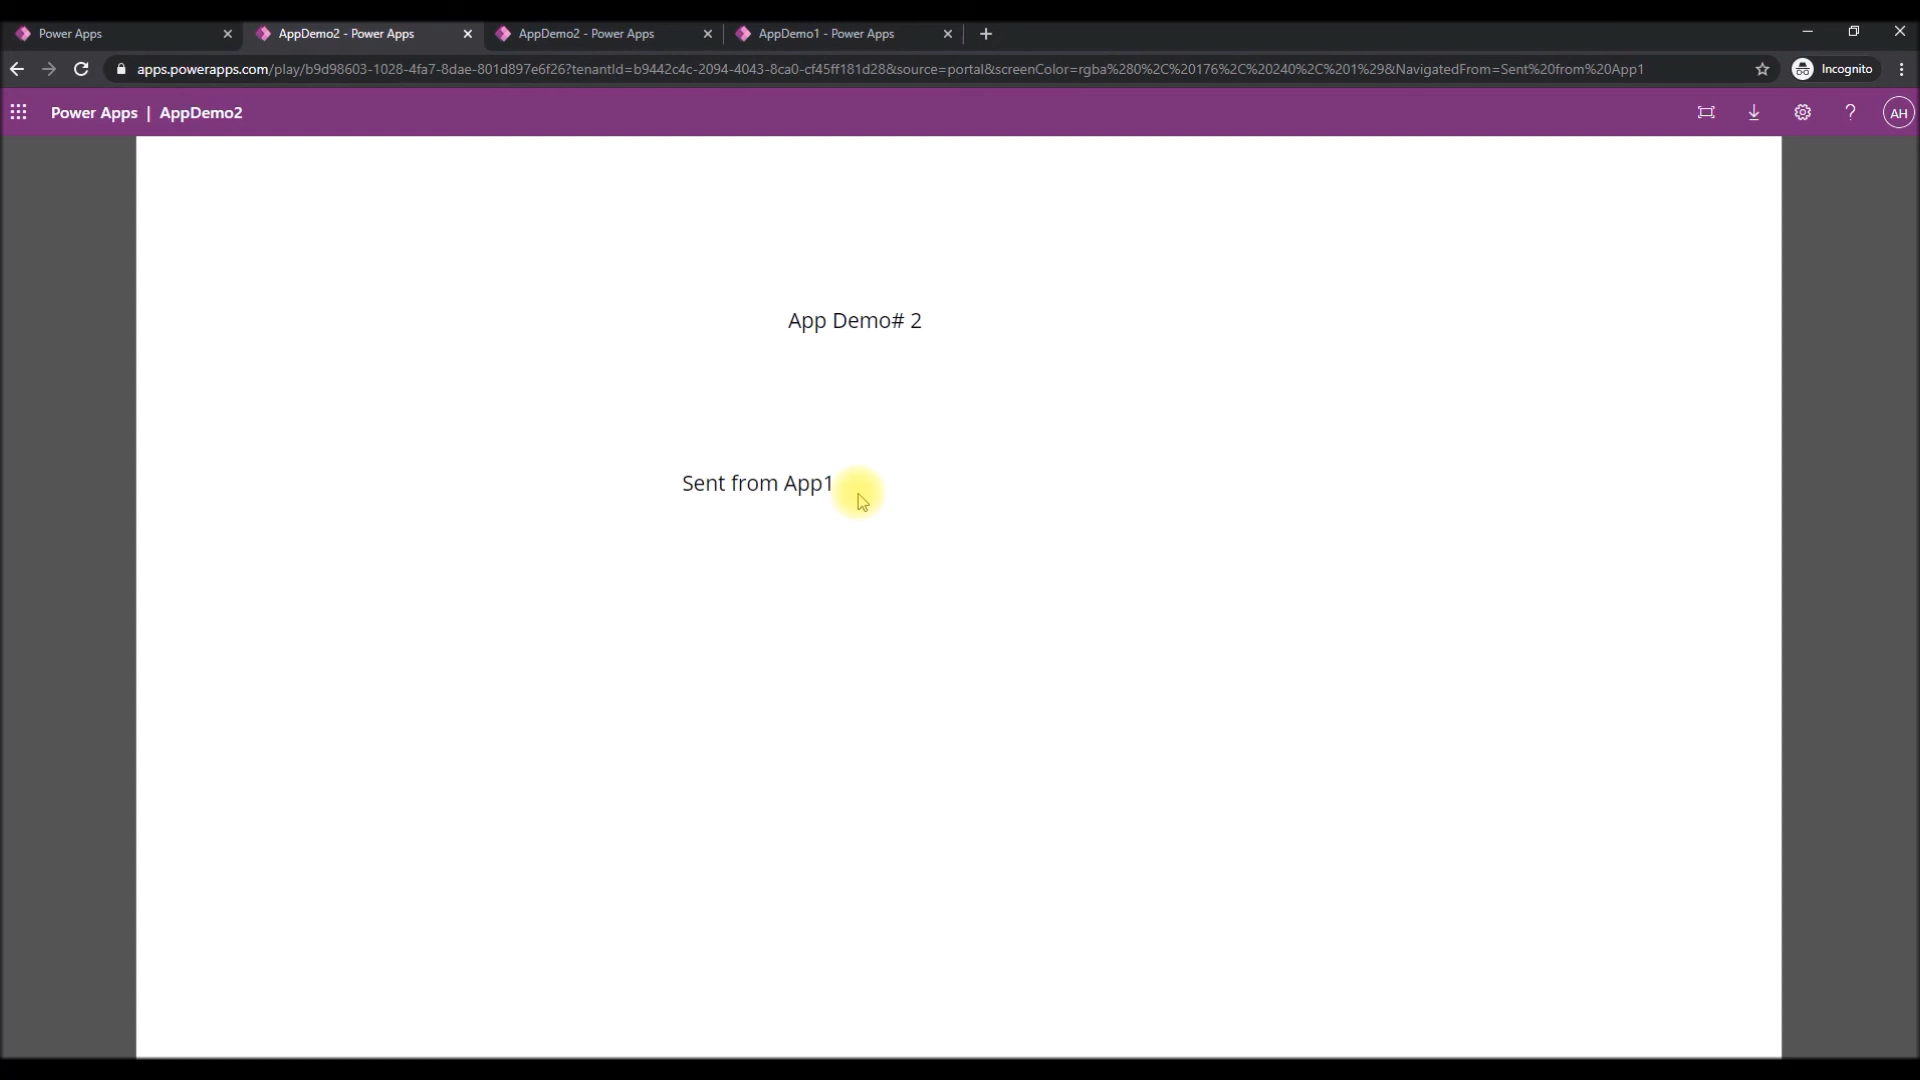 Power Apps
AppDemo2 - Power Apps
AppDemo2 - Power Apps
AppDemo1 - Power Apps
apps.powerapps.com/play/b9d98603-1028-4fa7-8dae-801d897e6f26?tenantId=b9442c4c-2094-4043-8ca0-cf45ff181d28&source=portal&screenColor=rgba%280%2C%20176%2C%20240%2C%201%29&NavigatedFrom=Sent%20from%20App1
Incognito
Power Apps | AppDemo2
?
AH
App Demo# 2
Sent from App1